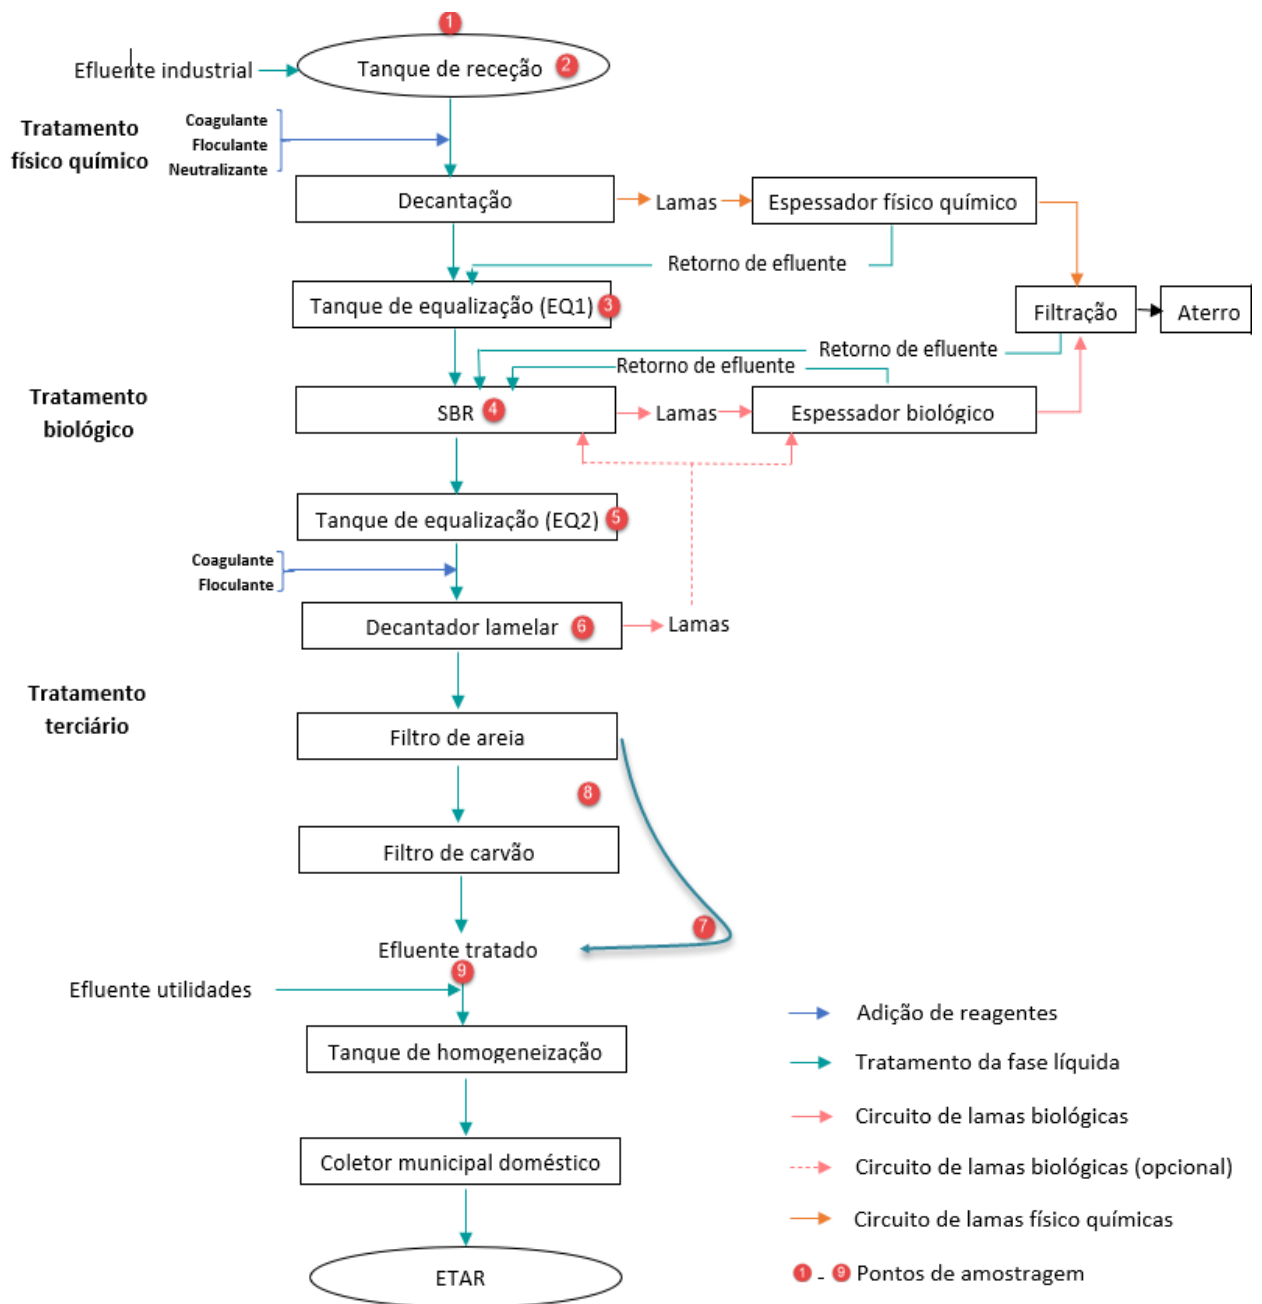 1
Efluente industrial
Tanque de receção 2
Tratamento
físico químico
Coagulante
Floculante
Neutralizante
Decantação
Lamas
Espessador físico químico
Retorno de efluente
Tanque de equalização (EQ1) 3
Filtração
Aterro
Retorno de efluente
Retorno de efluente
Tratamento
biológico
SBR 4
Lamas
Espessador biológico
Tanque de equalização (EQ2) 5
Coagulante
Floculante
Decantador lamelar 6
Lamas
Tratamento
terciário
Filtro de areia
8
Filtro de carvão
7
Efluente tratado
9
Efluente utilidades
Tanque de homogeneização
Coletor municipal doméstico
ETAR
Adição de reagentes
Tratamento da fase líquida
Circuito de lamas biológicas
Circuito de lamas biológicas (opcional)
Circuito de lamas físico químicas
1 - 9 Pontos de amostragem